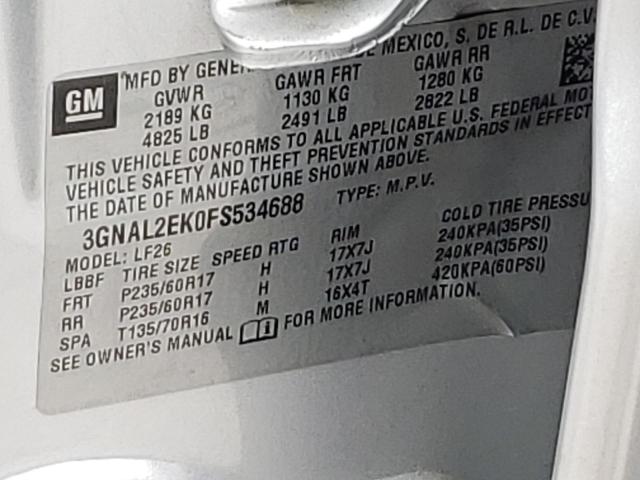 GM
MFD BY GENE MEXICO, S. DE R.L. DE C.V.
GVWR GAWR FRT GAWR RR
2189 KG 1130 KG 1280 KG
4825 LB 2491 LB 2822 LB
THIS VEHICLE CONFORMS TO ALL APPLICABLE U.S. FEDERAL MOT
VEHICLE SAFETY AND THEFT PREVENTION STANDARDS IN EFFECT
THE DATE OF MANUFACTURE SHOWN ABOVE.
3GNAL2EK0FS534688 TYPE: M.P.V.
MODEL: LF26
LBBF TIRE SIZE SPEED RTG RIM COLD TIRE PRESSU
FRT P235/60R17 H 17X7J 240KPA(35PSI)
RR P235/60R17 H 17X7J 240KPA(35PSI)
SPA T135/70R16 M 16X4T 420KPA(60PSI)
SEE OWNER'S MANUAL FOR MORE INFORMATION.